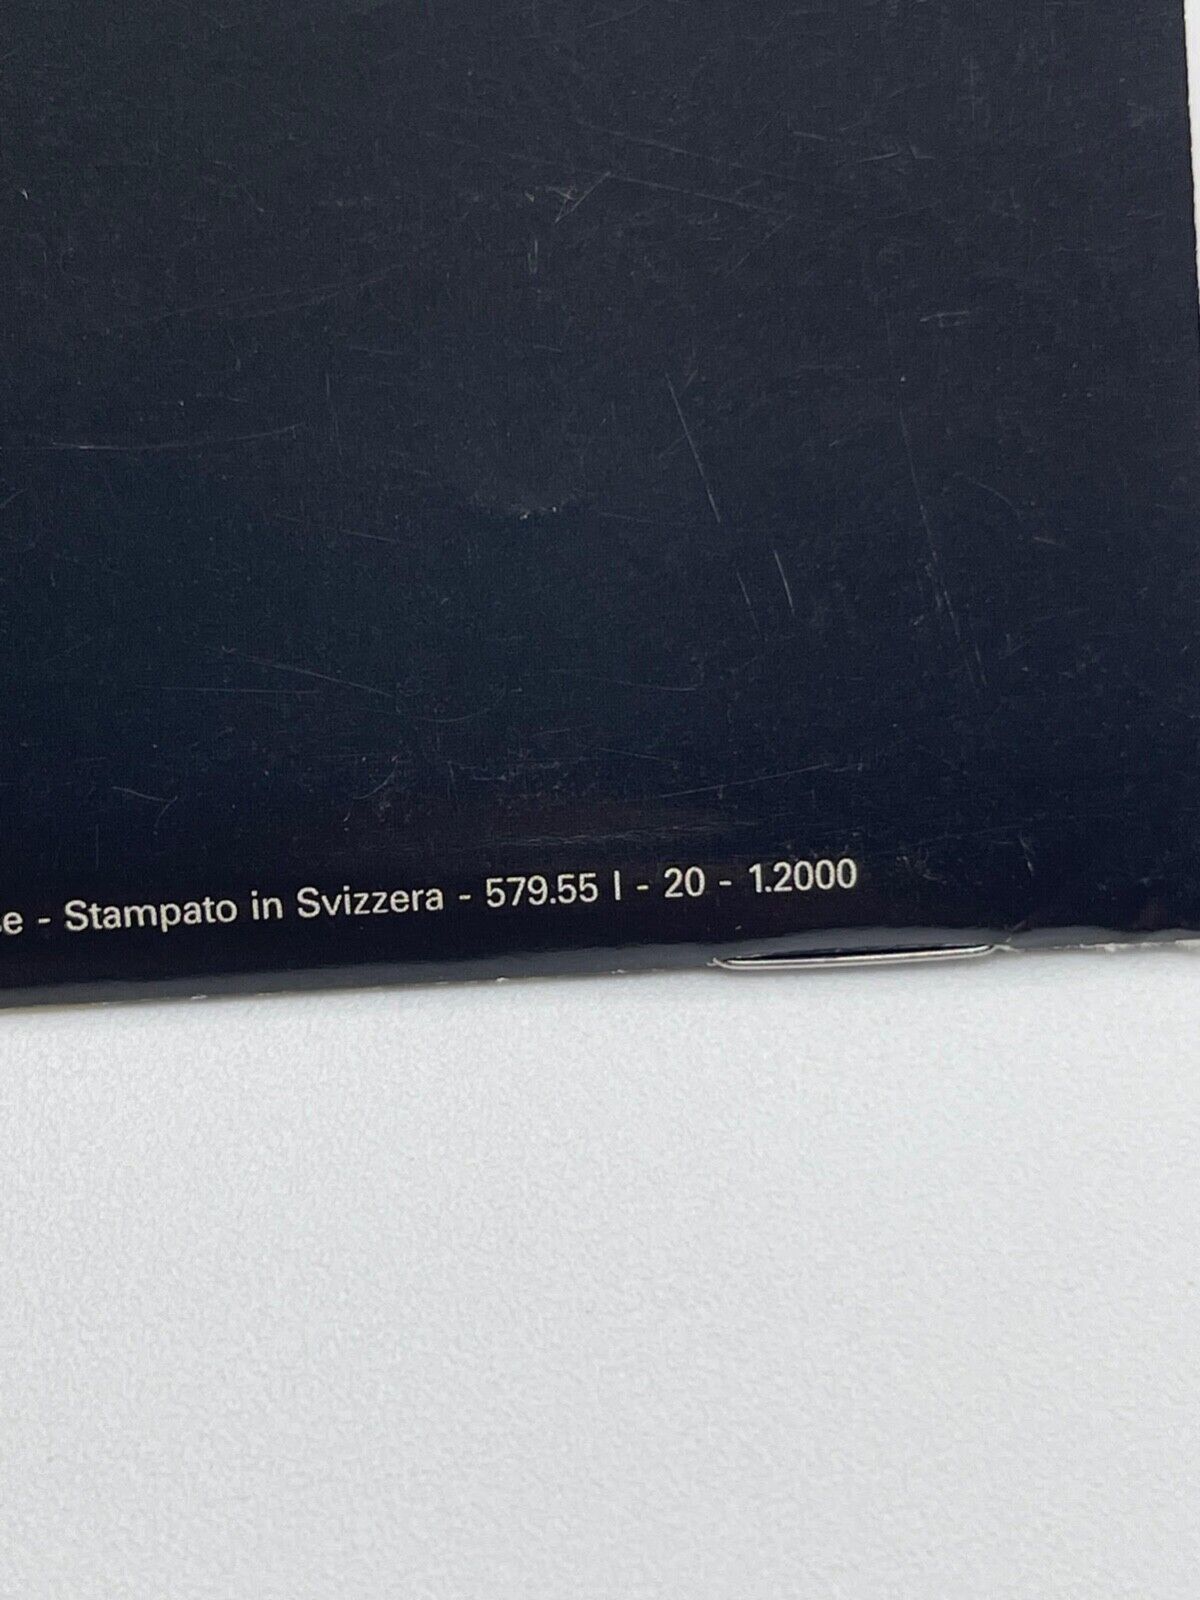 - Stampato in Svizzera - 579.55 I - 20 - 1.2000